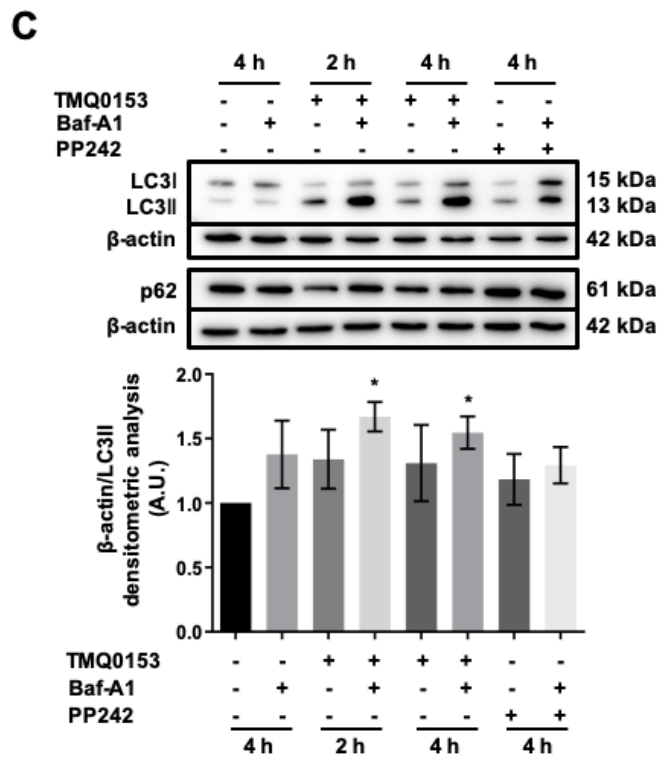 C
4 h 2 h 4 h 4 h
TMQ0153 - - + + + + - -
Baf-A1 - + - + - + - +
PP242 - - - - - - + +
LC3I 15 kDa
LC3II 13 kDa
β-actin 42 kDa
p62 61 kDa
β-actin 42 kDa
β-actin/LC3II
densitometric analysis
(A.U.)
2.0
1.5
1.0
0.5
0.0
* *
TMQ0153 - - + + + + - -
Baf-A1 - + - + - + - +
PP242 - - - - - - + +
4 h 2 h 4 h 4 h